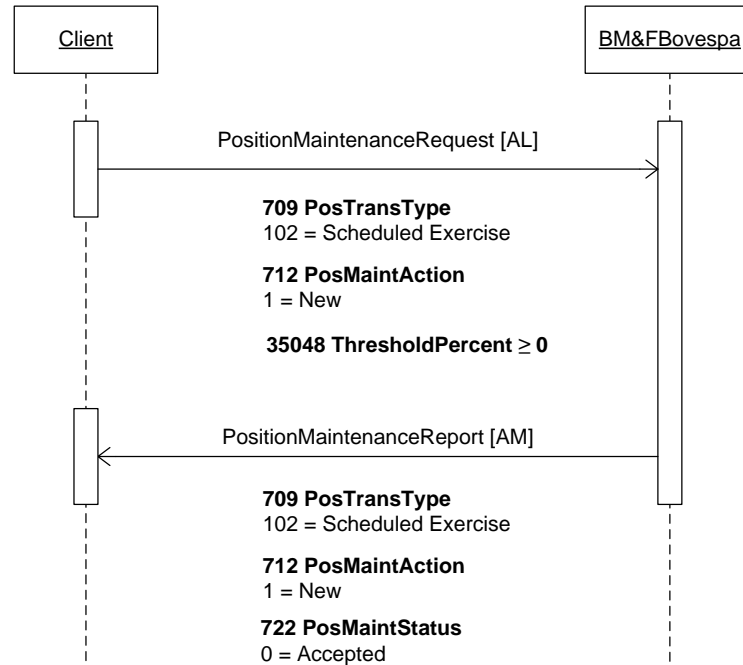 Client
BM&FBovespa
PositionMaintenanceRequest [AL]
709 PosTransType
102 = Scheduled Exercise
712 PosMaintAction
1 = New
35048 ThresholdPercent ≥ 0
PositionMaintenanceReport [AM]
709 PosTransType
102 = Scheduled Exercise
712 PosMaintAction
1 = New
722 PosMaintStatus
0 = Accepted